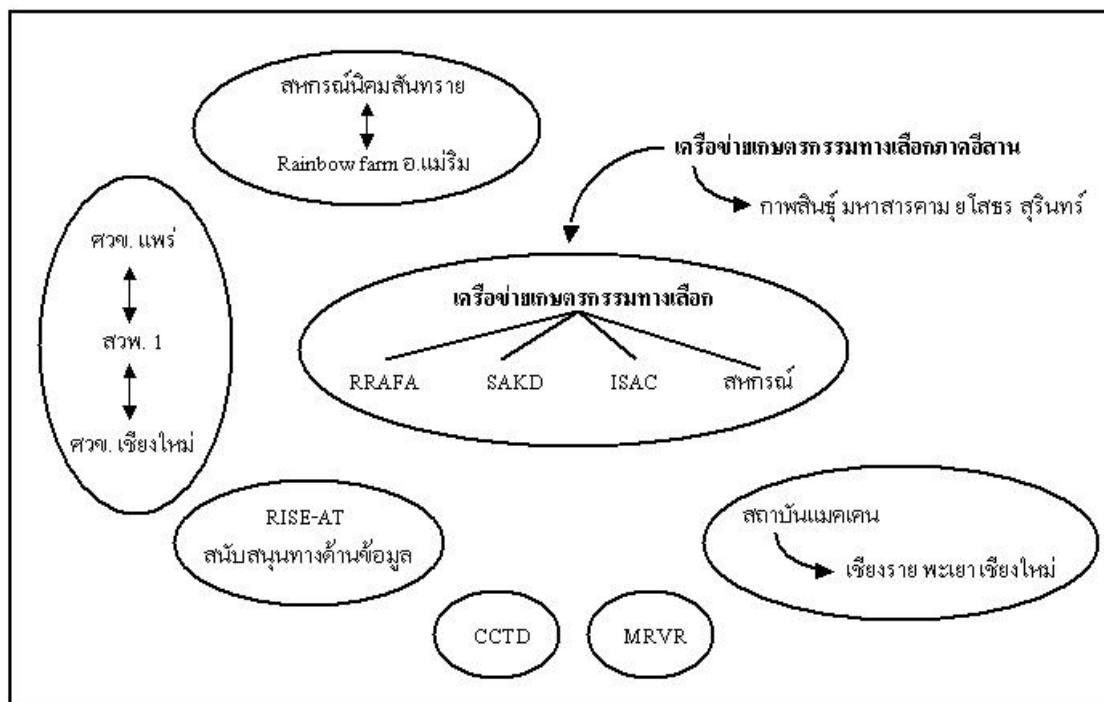 สหกรณ์นิคมสันทราย
Rainbow farm อ.แม่ริม
เครือข่ายเกษตรกรรมทางเลือกภาคอีสาน
กาฬสินธุ์ มหาสารคาม ยโสธร สุรินทร์
ศวข. แพร่
สวพ. 1
ศวข. เชียงใหม่
เครือข่ายเกษตรกรรมทางเลือก
RRAFA SAKD ISAC สหกรณ์
RISE-AT
สนับสนุนทางด้านข้อมูล
สถาบันแมคเคน
เชียงราย พะเยา เชียงใหม่
CCTD MRVR